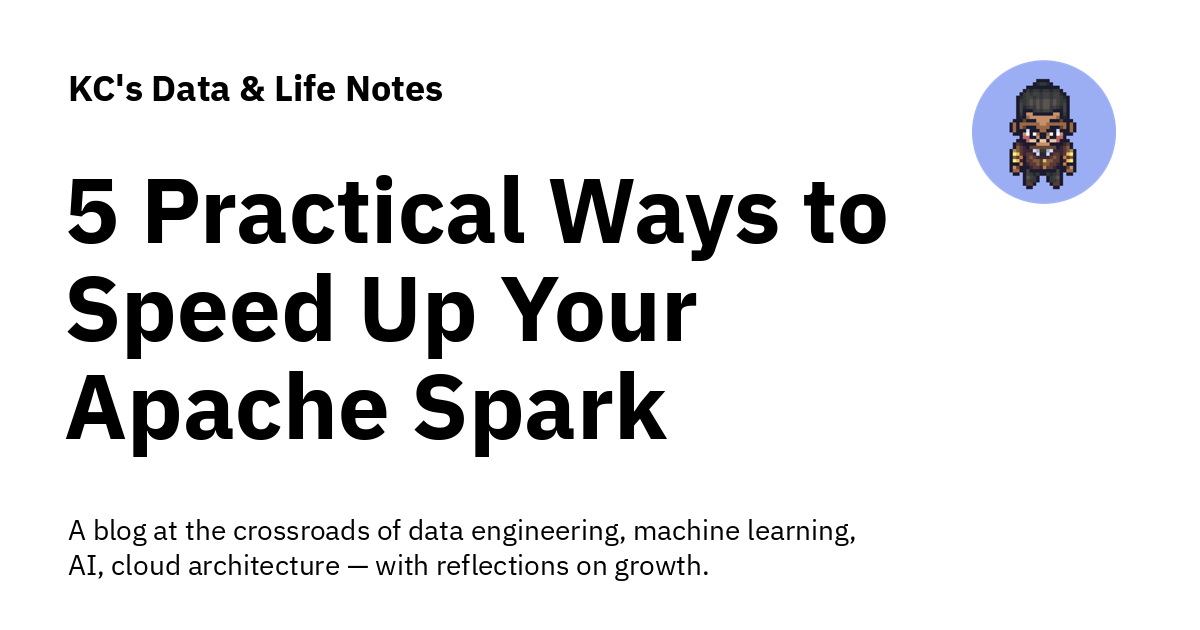 KC's Data & Life Notes
5 Practical Ways to
Speed Up Your
Apache Spark
A blog at the crossroads of data engineering, machine learning,
AI, cloud architecture — with reflections on growth.